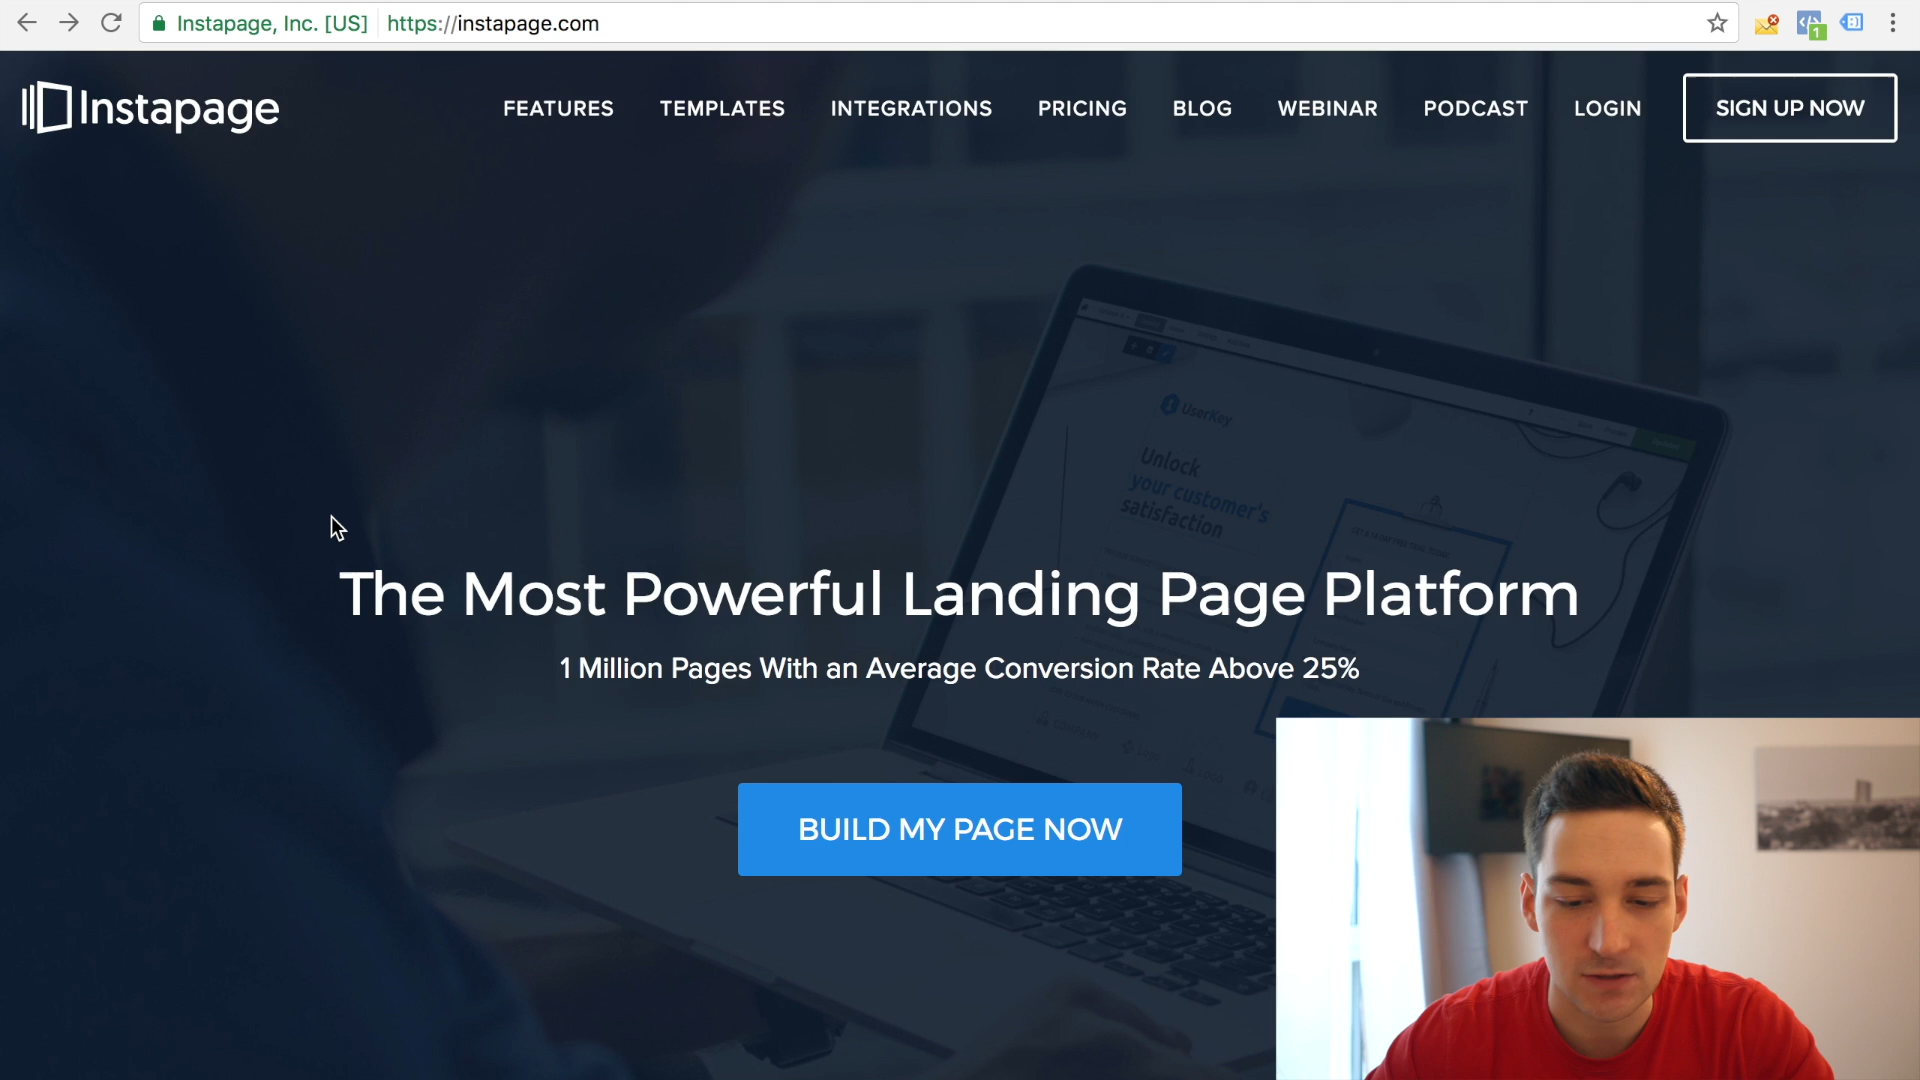 Instapage, Inc. [US] https://instapage.com
1
Instapage
FEATURES TEMPLATES INTEGRATIONS PRICING BLOG WEBINAR PODCAST LOGIN SIGN UP NOW
UserKey
Unlock
your customer's
satisfaction
The Most Powerful Landing Page Platform
1 Million Pages With an Average Conversion Rate Above 25%
BUILD MY PAGE NOW